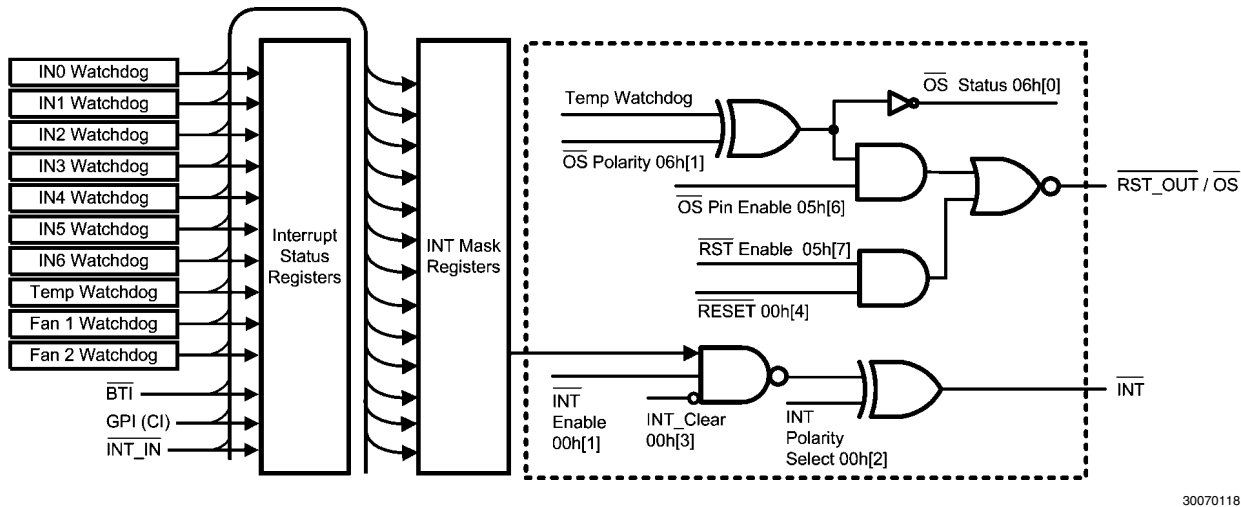 IN0 Watchdog
IN1 Watchdog
IN2 Watchdog
IN3 Watchdog
IN4 Watchdog
IN5 Watchdog
IN6 Watchdog
Temp Watchdog
Fan 1 Watchdog
Fan 2 Watchdog
BTI
GPI (CI)
INT_IN
Interrupt
Status
Registers
INT Mask
Registers
Temp Watchdog
OS Polarity 06h[1]
OS Status 06h[0]
OS Pin Enable 05h[6]
RST Enable 05h[7]
RESET 00h[4]
RST_OUT / OS
INT
Enable
00h[1]
INT_Clear
00h[3]
INT
Polarity
Select 00h[2]
INT
30070118